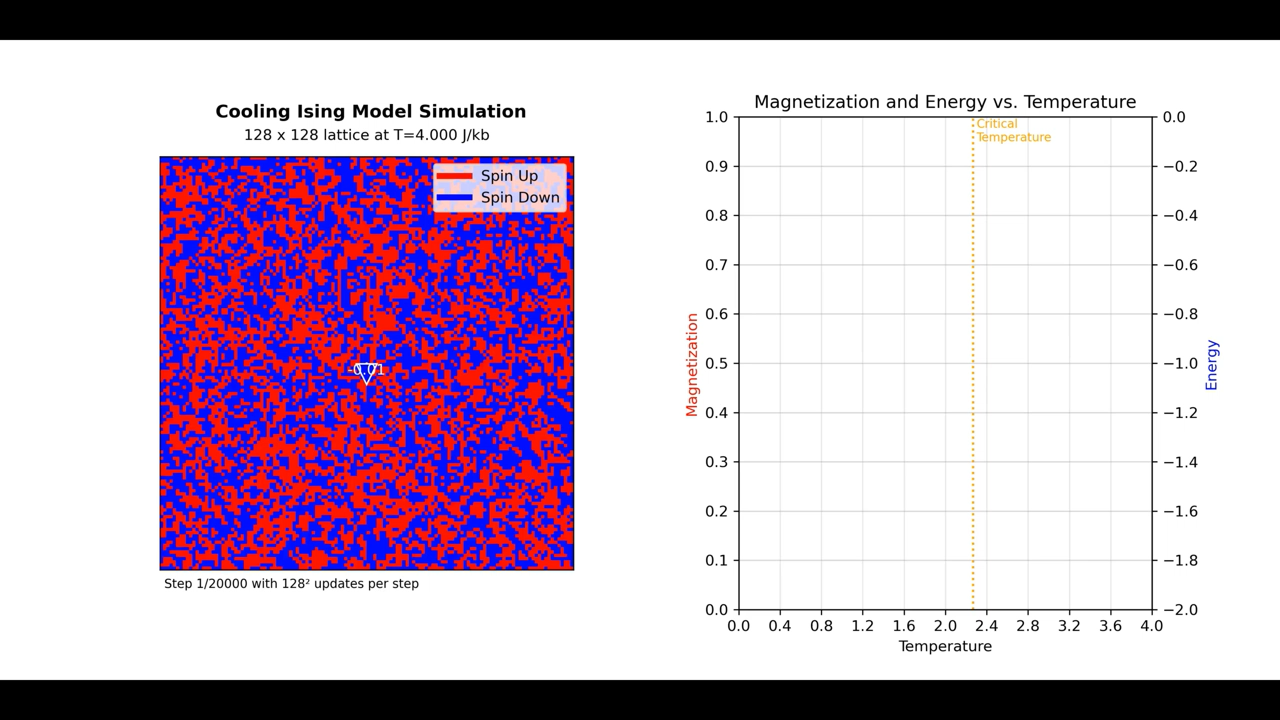 Cooling Ising Model Simulation
128 x 128 lattice at T=4.000 J/kb
Spin Up
Spin Down
-0.01
Step 1/20000 with 128² updates per step
Magnetization and Energy vs. Temperature
Critical
Temperature
1.0
0.9
0.8
0.7
0.6
0.5
0.4
0.3
0.2
0.1
0.0
Magnetization
0.0
−0.2
−0.4
−0.6
−0.8
−1.0
−1.2
−1.4
−1.6
−1.8
−2.0
Energy
0.0 0.4 0.8 1.2 1.6 2.0 2.4 2.8 3.2 3.6 4.0
Temperature